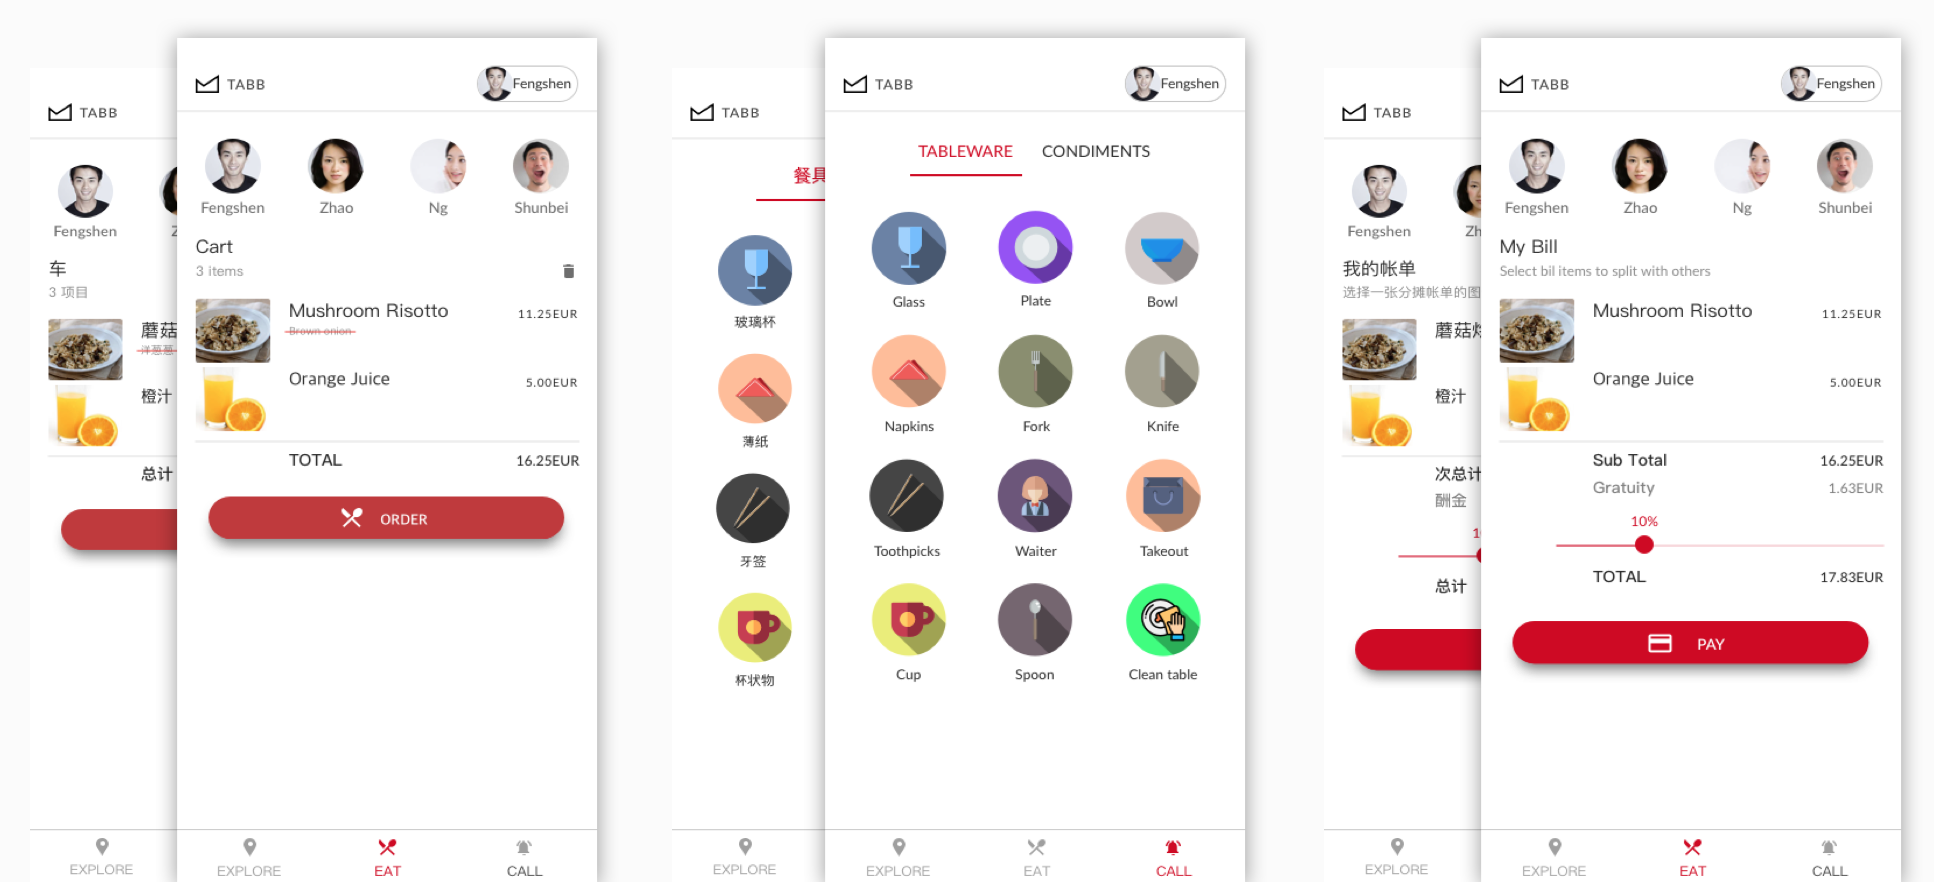 TABB
Fengshen
车
3 项目
蘑菇
洋葱葱
橙汁
总计
EXPLORE
TABB
Fengshen
Fengshen
Zhao
Ng
Shunbei
Cart
3 items
Mushroom Risotto
11.25EUR
Brown onion
Orange Juice
5.00EUR
TOTAL
16.25EUR
ORDER
EXPLORE
EAT
CALL
TABB
餐具
玻璃杯
薄纸
牙签
杯状物
EXPLORE
TABB
Fengshen
TABLEWARE
CONDIMENTS
Glass
Plate
Bowl
Napkins
Fork
Knife
Toothpicks
Waiter
Takeout
Cup
Spoon
Clean table
EXPLORE
EAT
CALL
TABB
Fengshen
Zh
我的帐单
选择一张分摊帐单的图
蘑菇
橙汁
次总计
酬金
总计
EXPLORE
TABB
Fengshen
Fengshen
Zhao
Ng
Shunbei
My Bill
Select bil items to split with others
Mushroom Risotto
11.25EUR
Orange Juice
5.00EUR
Sub Total
16.25EUR
Gratuity
1.63EUR
10%
TOTAL
17.83EUR
PAY
EXPLORE
EAT
CALL